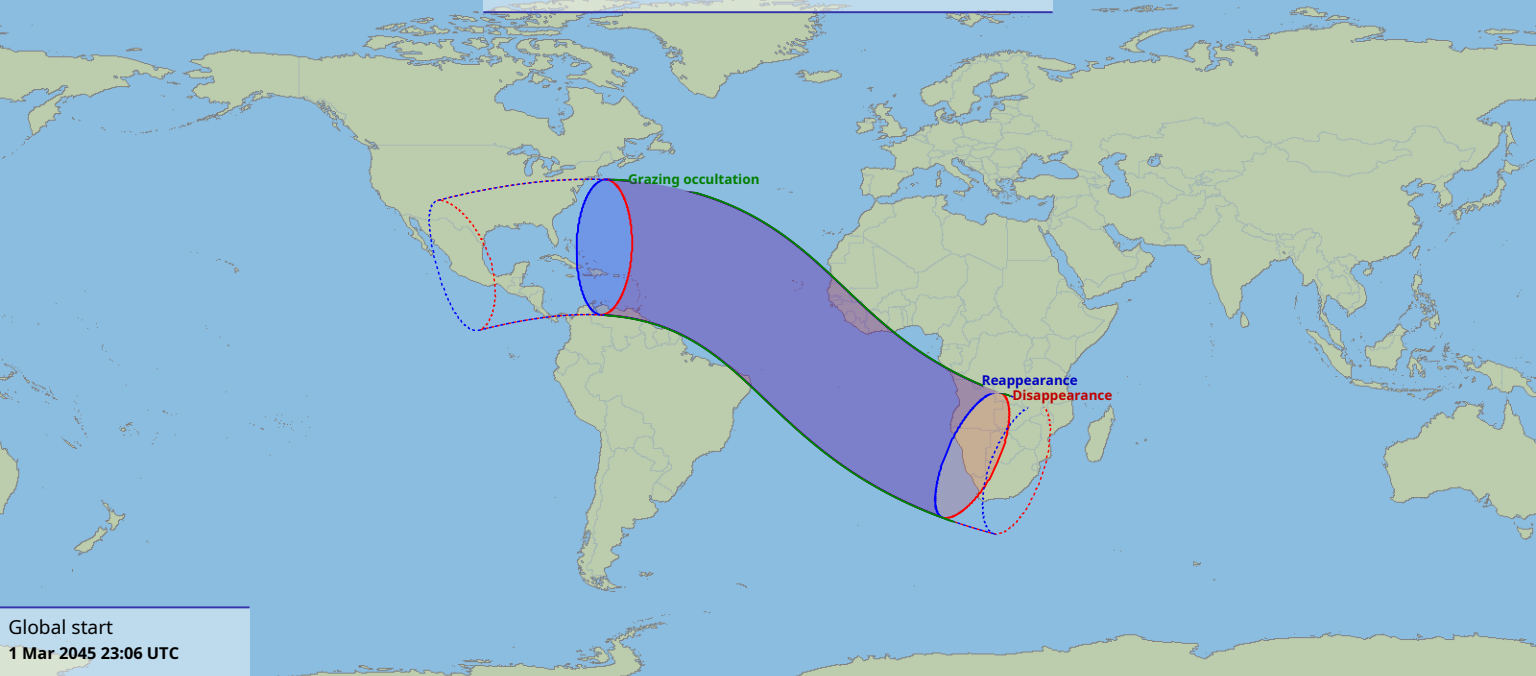 Grazing occultation
Reappearance
Disappearance
Global start
1 Mar 2045 23:06 UTC